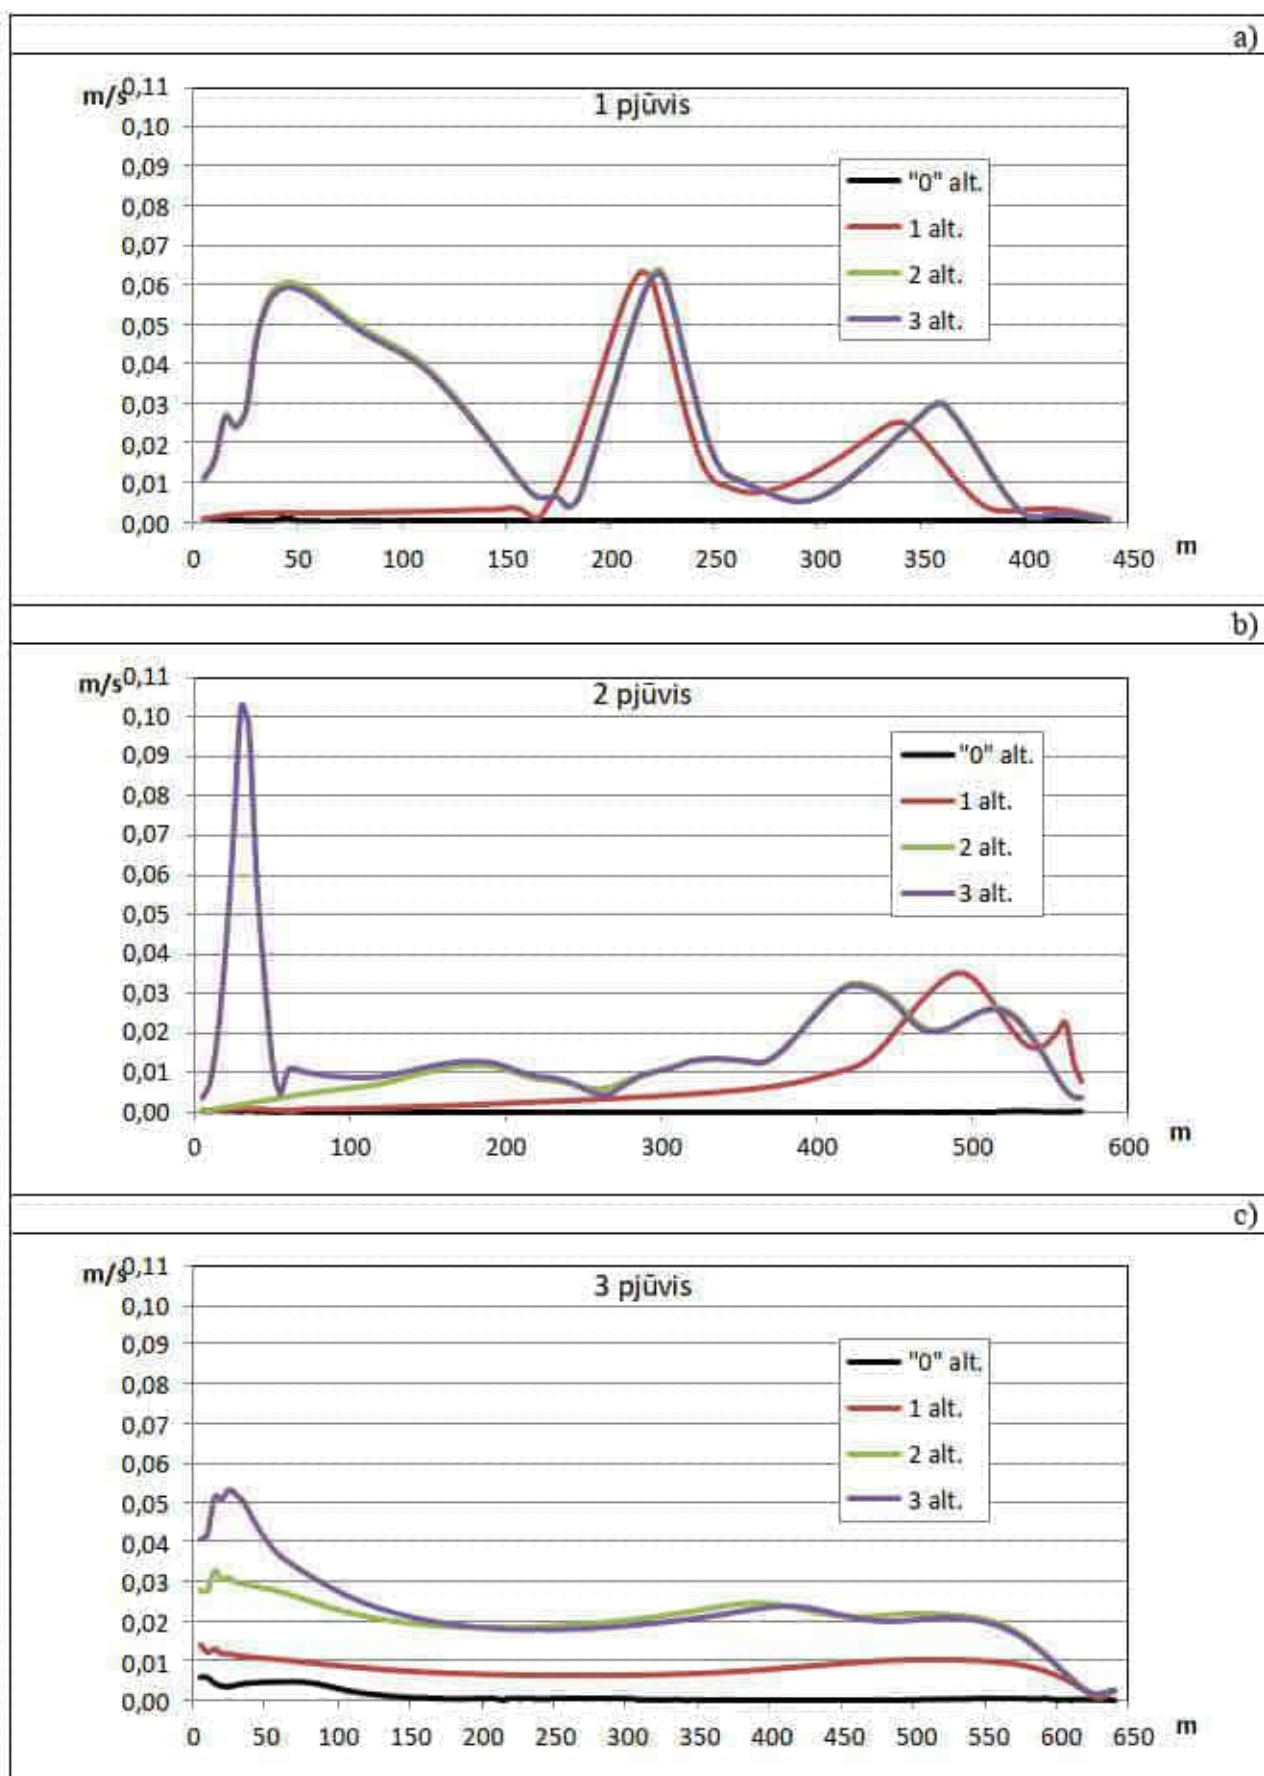 a)
1 pjūvis
m/s
0,11
0,10
0,09
0,08
0,07
0,06
0,05
0,04
0,03
0,02
0,01
0,00
"0" alt.
1 alt.
2 alt.
3 alt.
0 50 100 150 200 250 300 350 400 450 m
b)
2 pjūvis
m/s
0,11
0,10
0,09
0,08
0,07
0,06
0,05
0,04
0,03
0,02
0,01
0,00
"0" alt.
1 alt.
2 alt.
3 alt.
0 100 200 300 400 500 600 m
c)
3 pjūvis
m/s
0,11
0,10
0,09
0,08
0,07
0,06
0,05
0,04
0,03
0,02
0,01
0,00
"0" alt.
1 alt.
2 alt.
3 alt.
0 50 100 150 200 250 300 350 400 450 500 550 600 650 m